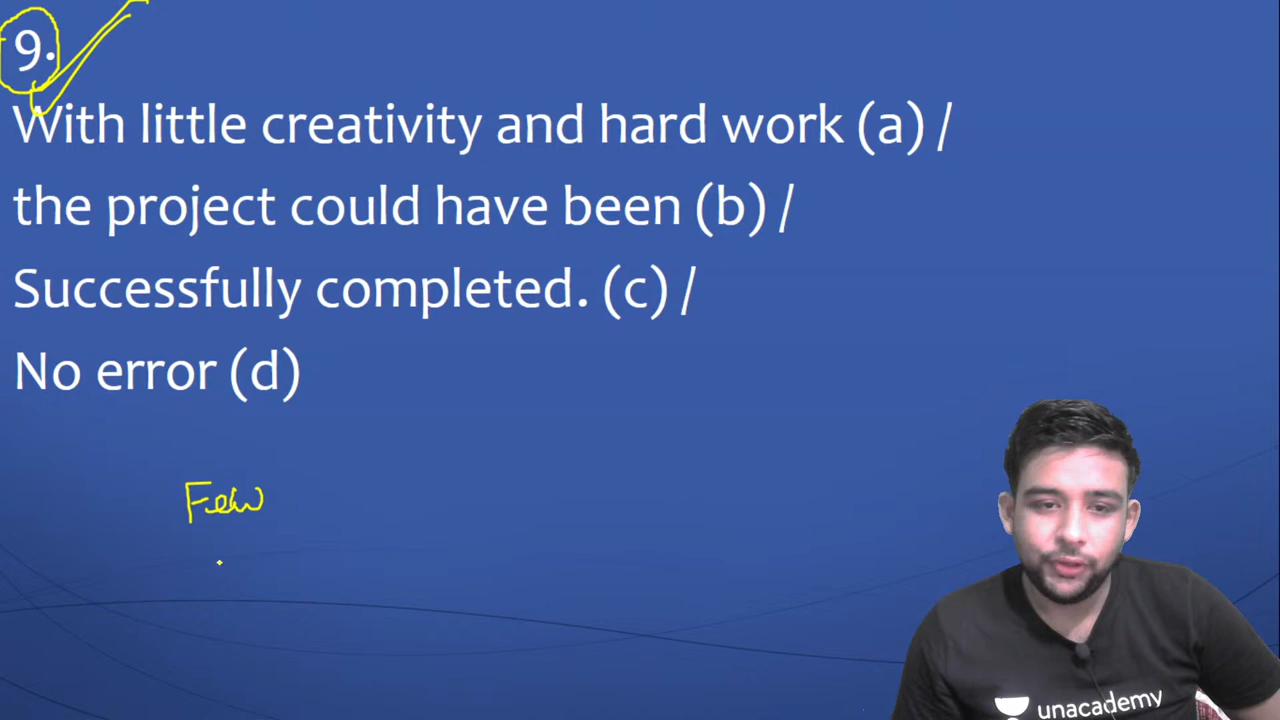 9.
With little creativity and hard work (a) /
the project could have been (b) /
Successfully completed. (c) /
No error (d)
Few
unacademy